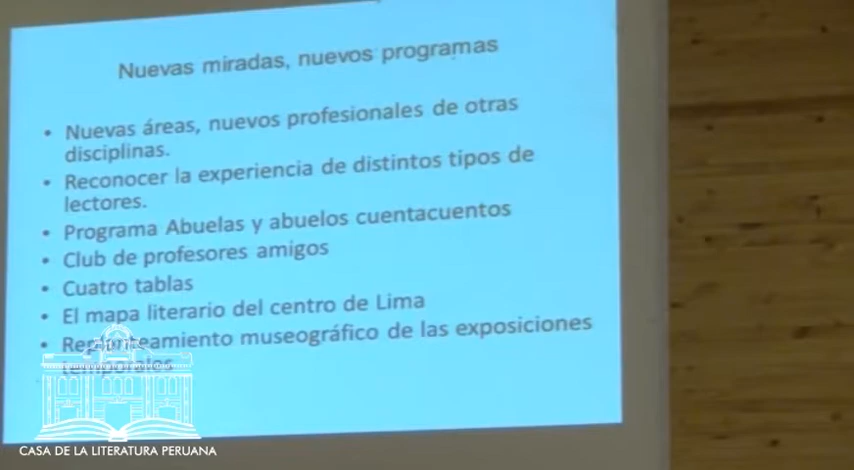 Nuevas miradas, nuevos programas
• Nuevas áreas, nuevos profesionales de otras
disciplinas.
• Reconocer la experiencia de distintos tipos de
lectores.
• Programa Abuelas y abuelos cuentacuentos
• Club de profesores amigos
• Cuatro tablas
• El mapa literario del centro de Lima
• Replanteamiento museográfico de las exposiciones
temporales
CASA DE LA LITERATURA PERUANA